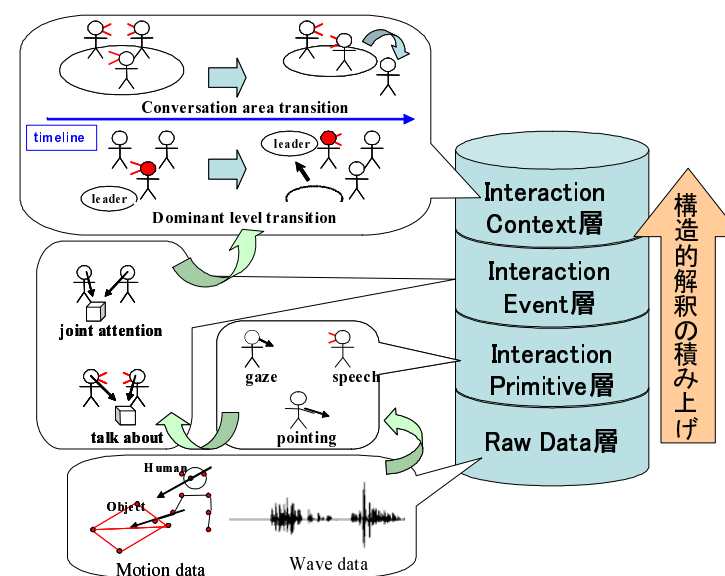 Conversation area transition
timeline
leader
leader
Dominant level transition
joint attention
talk about
gaze
speech
pointing
Human
Object
Motion data
Wave data
Interaction
Context層
Interaction
Event層
Interaction
Primitive層
Raw Data層
構造的解釈の積み上げ